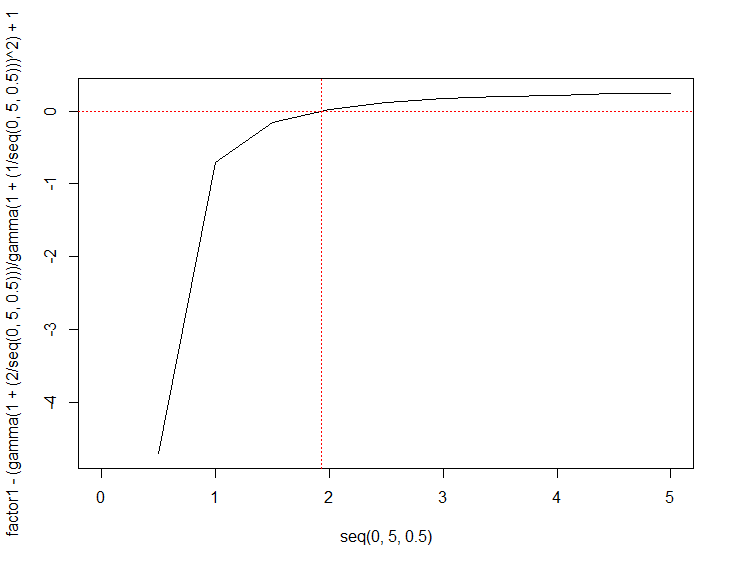 factor1 - (gamma(1 + (2/seq(0, 5, 0.5)))/gamma(1 + (1/seq(0, 5, 0.5)))^2) + 1
0
-1
-2
-3
-4
0 1 2 3 4 5
seq(0, 5, 0.5)